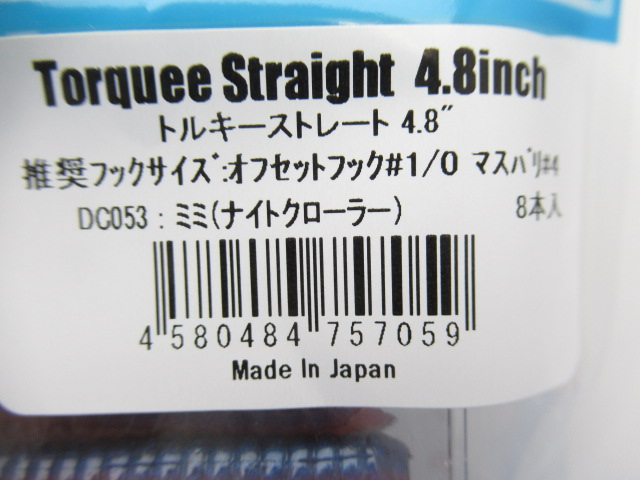 Torquee Straight 4.8inch
トルキーストレート 4.8"
推奨フックサイズ:オフセットフック#1/0 マスバリ#4
DC053:ミミ(ナイトクローラー) 8本入
4 580484 757059
Made In Japan